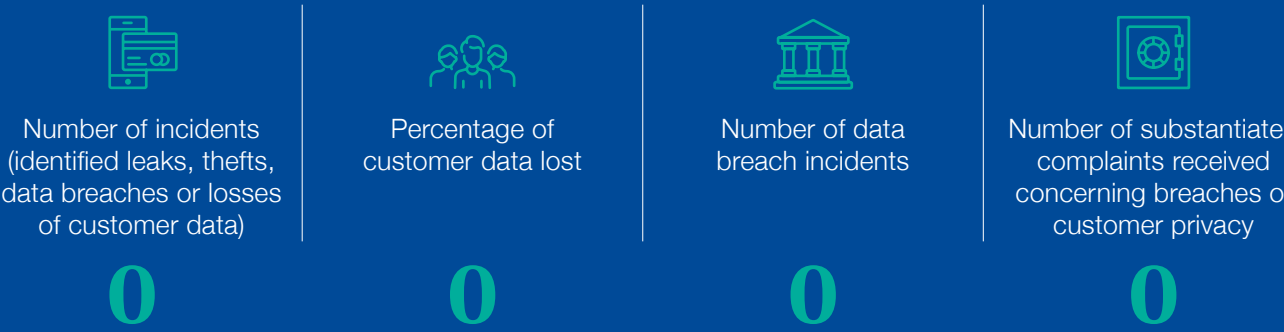 Number of incidents
(identified leaks, thefts,
data breaches or losses
of customer data)
0
Percentage of
customer data lost
0
Number of data
breach incidents
0
Number of substantiate
complaints received
concerning breaches o
customer privacy
0